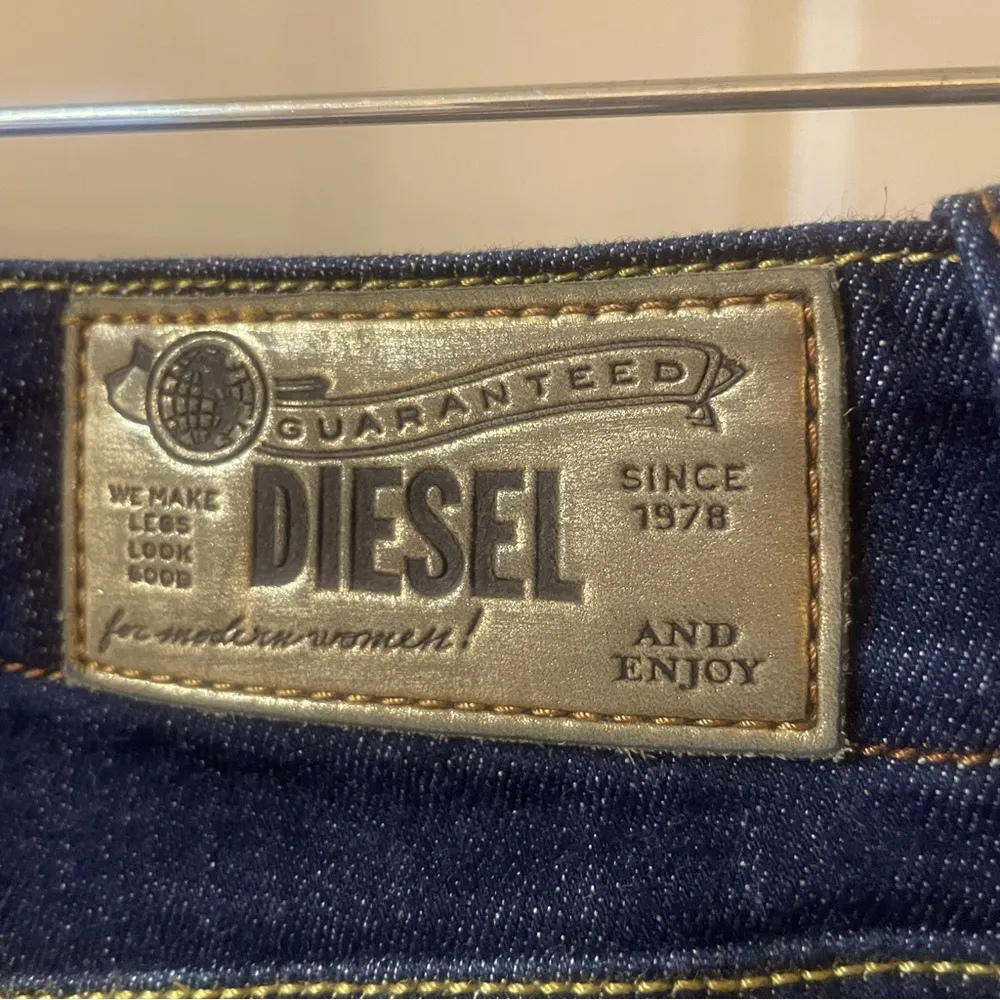 GUARANTEED
WE MAKE
LEGS
LOOK
GOOD
DIESEL
SINCE
1978
for modern women!
AND
ENJOY